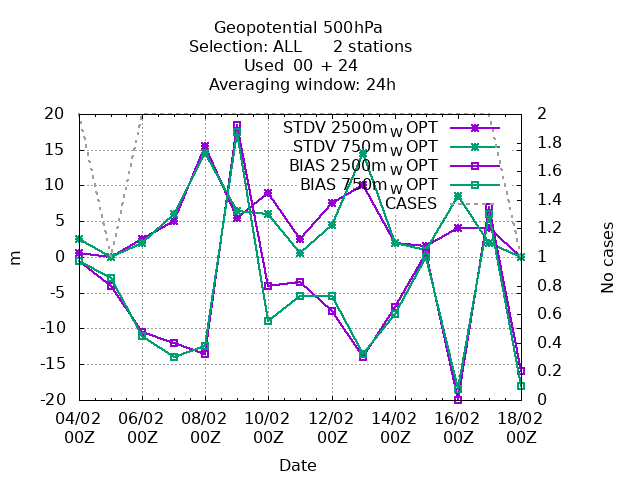 Geopotential 500hPa
Selection: ALL      2 stations
Used  00  + 24
Averaging window: 24h
20
15
10
5
0
-5
-10
-15
-20
m
STDV 2500m w OPT
STDV 750m w OPT
BIAS 2500m w OPT
BIAS 750m w OPT
CASES
2
1.8
1.6
1.4
1.2
1
0.8
0.6
0.4
0.2
0
No cases
04/02 06/02 08/02 10/02 12/02 14/02 16/02 18/02
00Z 00Z 00Z 00Z 00Z 00Z 00Z 00Z
Date